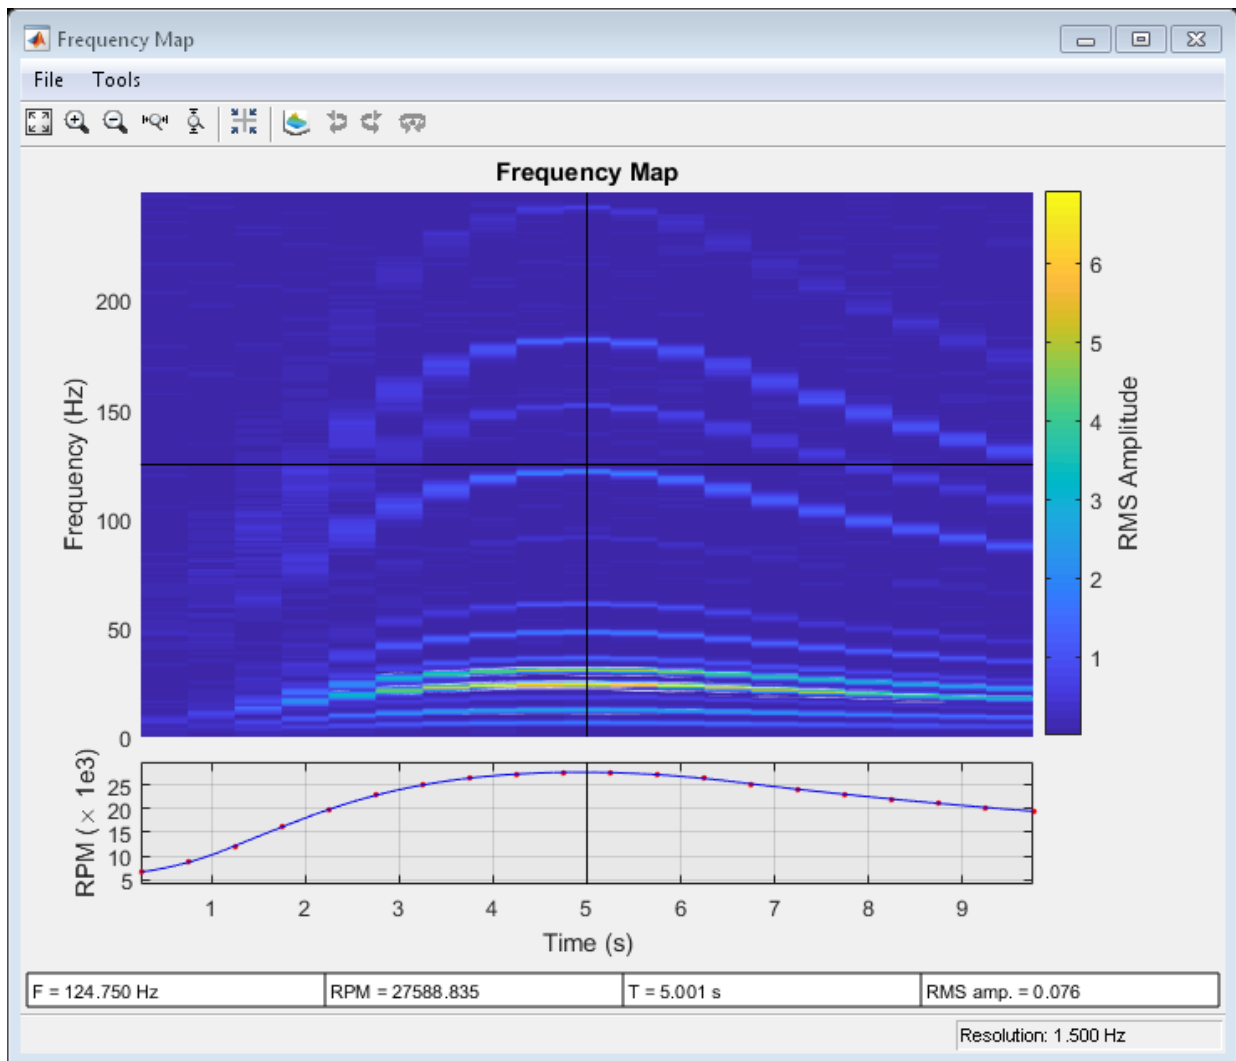 Frequency Map
File Tools
Frequency Map
Frequency (Hz)
200
150
100
50
0
6
5
4
3
2
1
RMS Amplitude
RPM (× 1e3)
25
20
15
10
5
1 2 3 4 5 6 7 8 9
Time (s)
F = 124.750 Hz RPM = 27588.835 T = 5.001 s RMS amp. = 0.076
Resolution: 1.500 Hz